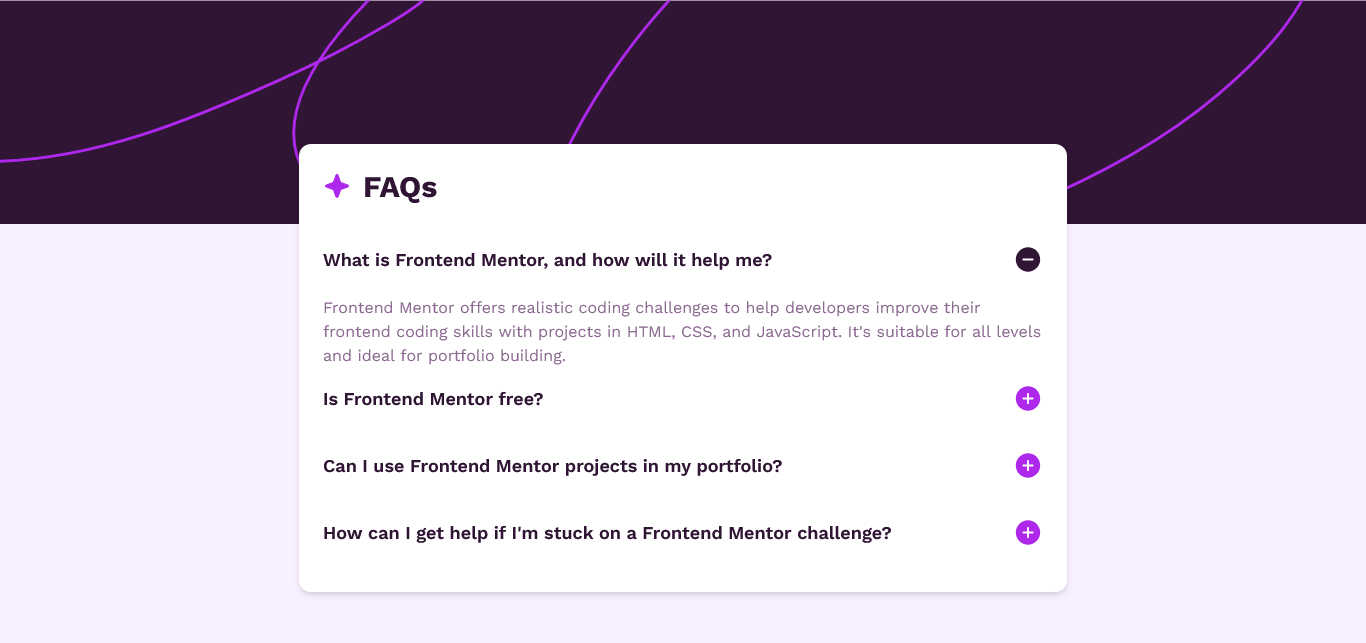 FAQs
What is Frontend Mentor, and how will it help me?
Frontend Mentor offers realistic coding challenges to help developers improve their
frontend coding skills with projects in HTML, CSS, and JavaScript. It's suitable for all levels
and ideal for portfolio building.
Is Frontend Mentor free?
Can I use Frontend Mentor projects in my portfolio?
How can I get help if I'm stuck on a Frontend Mentor challenge?